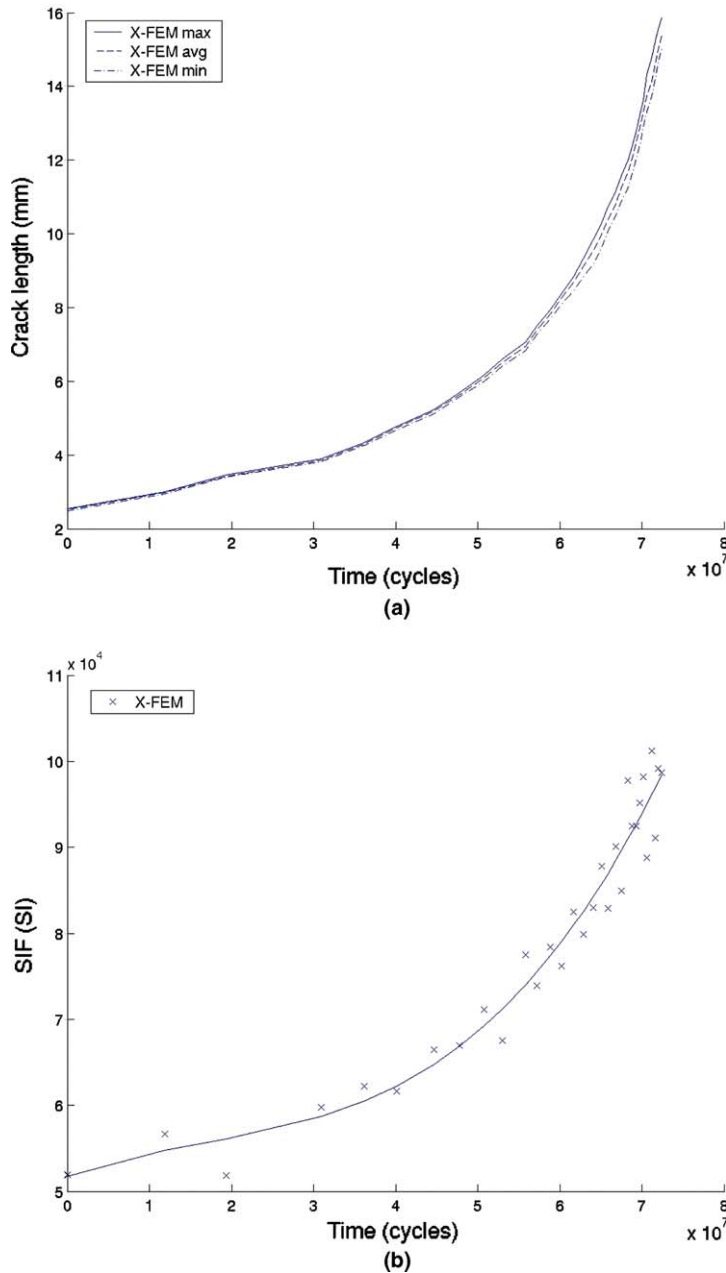 16
14
12
10
8
6
4
2
Crack length (mm)
X-FEM max
X-FEM avg
X-FEM min
0 1 2 3 4 5 6 7 8
x 10^7
Time (cycles)
(a)
x 10^4
11
10
9
8
7
6
5
SIF (SI)
X-FEM
0 1 2 3 4 5 6 7 8
x 10^7
Time (cycles)
(b)